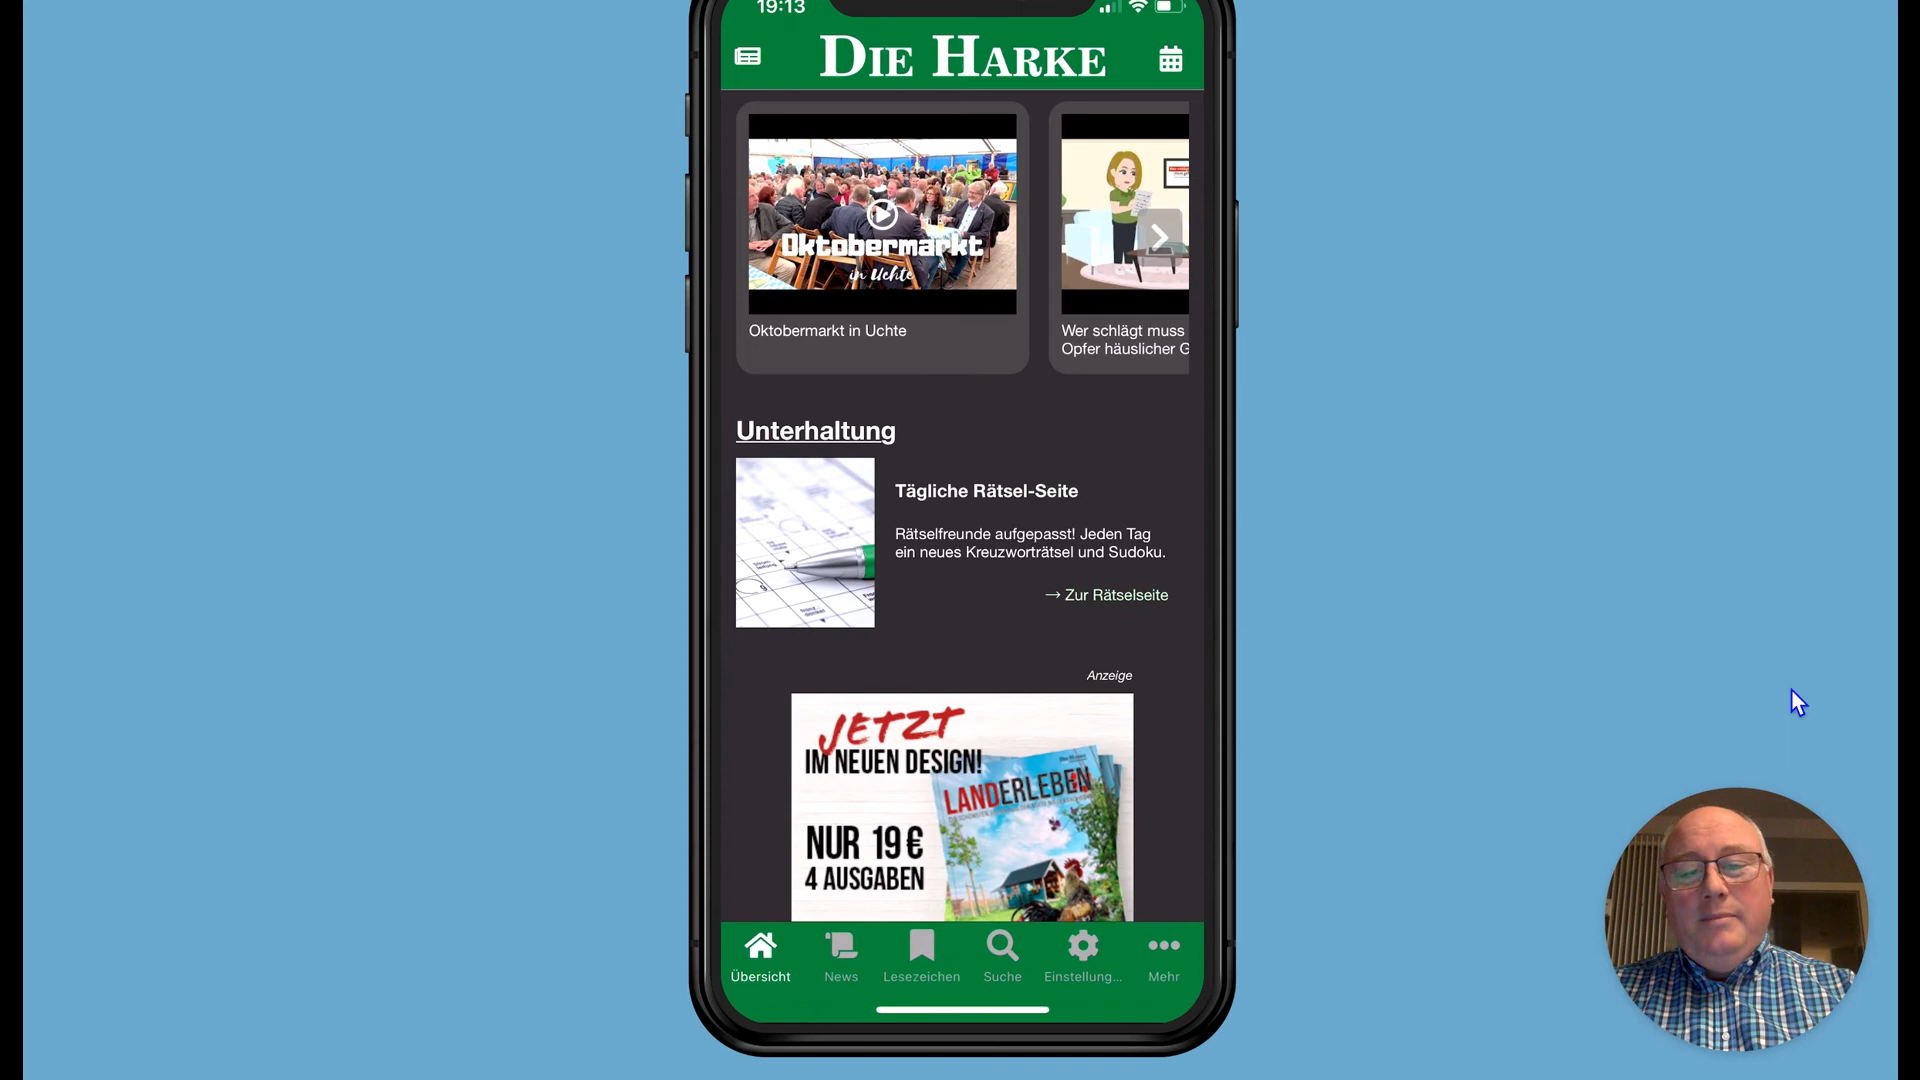 19:13
DIE HARKE
Oktobermarkt
in Uchte
Oktobermarkt in Uchte
Wer schlägt muss
Opfer häuslicher G
Unterhaltung
Tägliche Rätsel-Seite
Rätselfreunde aufgepasst! Jeden Tag
ein neues Kreuzworträtsel und Sudoku.
→ Zur Rätselseite
Anzeige
JETZT
IM NEUEN DESIGN!
LANDERLEBEN
NUR 19 €
4 AUSGABEN
Übersicht
News
Lesezeichen
Suche
Einstellung...
Mehr